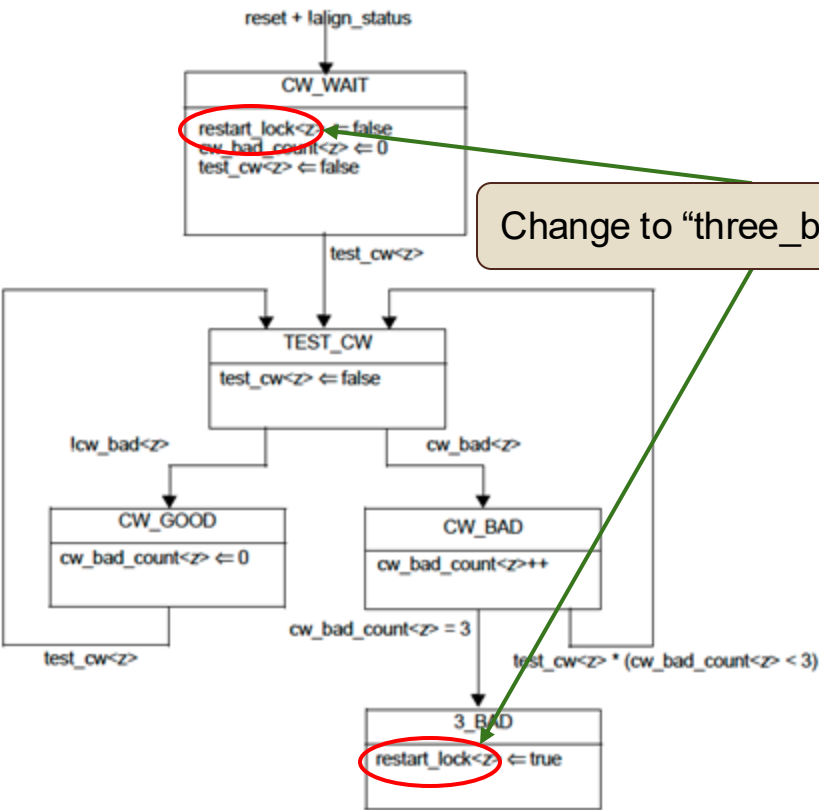 reset + !align_status
CW_WAIT
restart_lock<z> ⇐ false
cw_bad_count<z> ⇐ 0
test_cw<z> ⇐ false
Change to “three_b
test_cw<z>
TEST_CW
test_cw<z> ⇐ false
!cw_bad<z>
cw_bad<z>
CW_GOOD
cw_bad_count<z> ⇐ 0
CW_BAD
cw_bad_count<z>++
test_cw<z>
cw_bad_count<z> = 3
test_cw<z> * (cw_bad_count<z> < 3)
3_BAD
restart_lock<z> ⇐ true